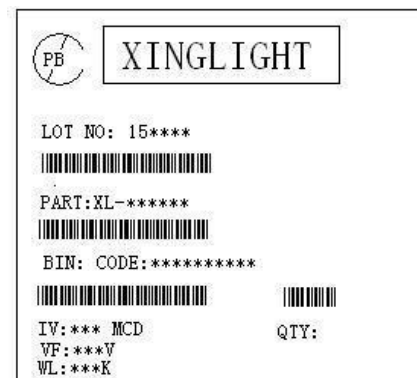 PB
XINGLIGHT
LOT NO: 15****
PART:XL-******
BIN: CODE:**********
IV:*** MCD
QTY:
VF:***V
WL:***K